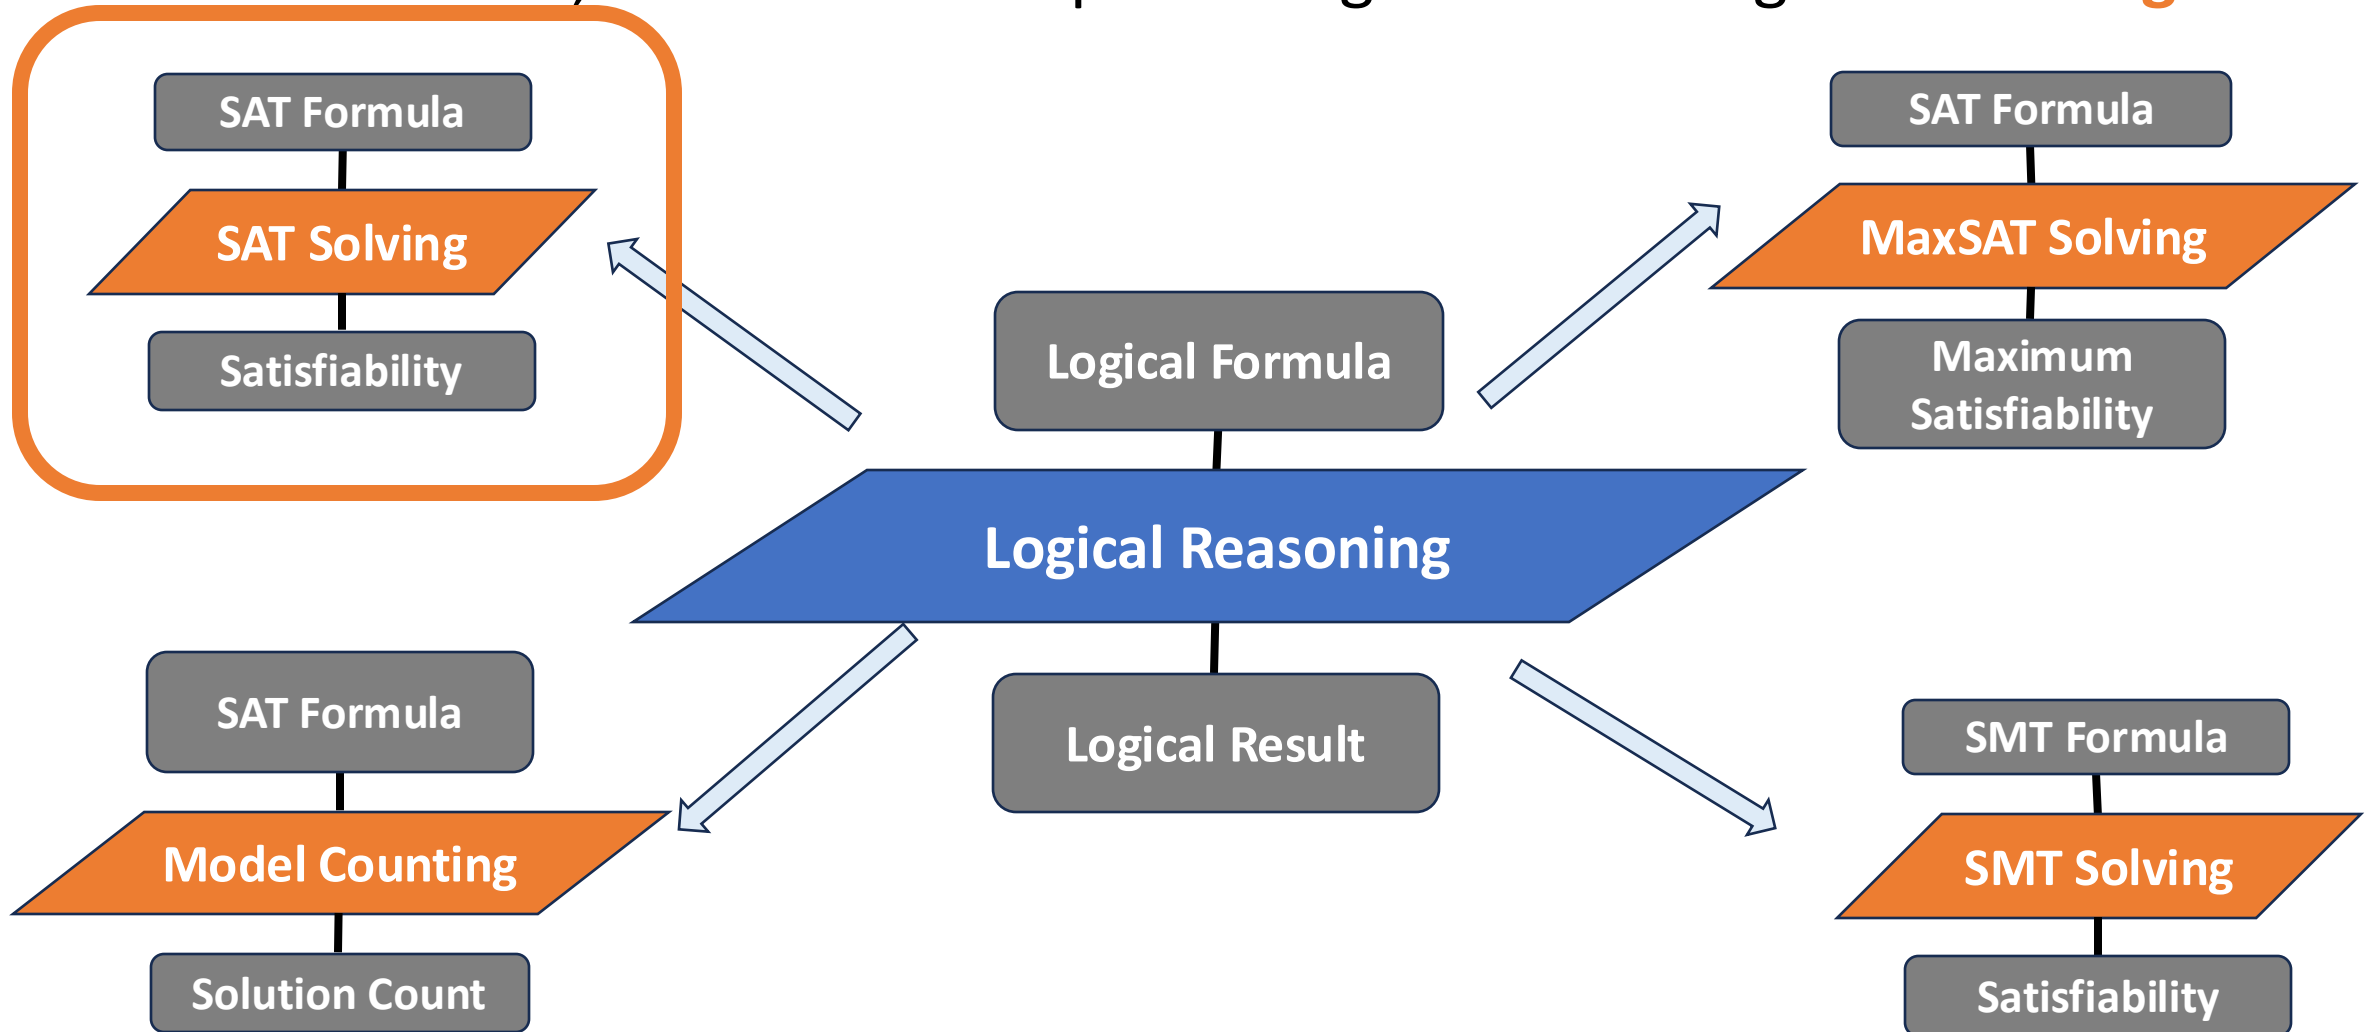 SAT Formula
SAT Solving
Satisfiability
SAT Formula
MaxSAT Solving
Maximum
Satisfiability
Logical Formula
Logical Reasoning
Logical Result
SAT Formula
Model Counting
Solution Count
SMT Formula
SMT Solving
Satisfiability